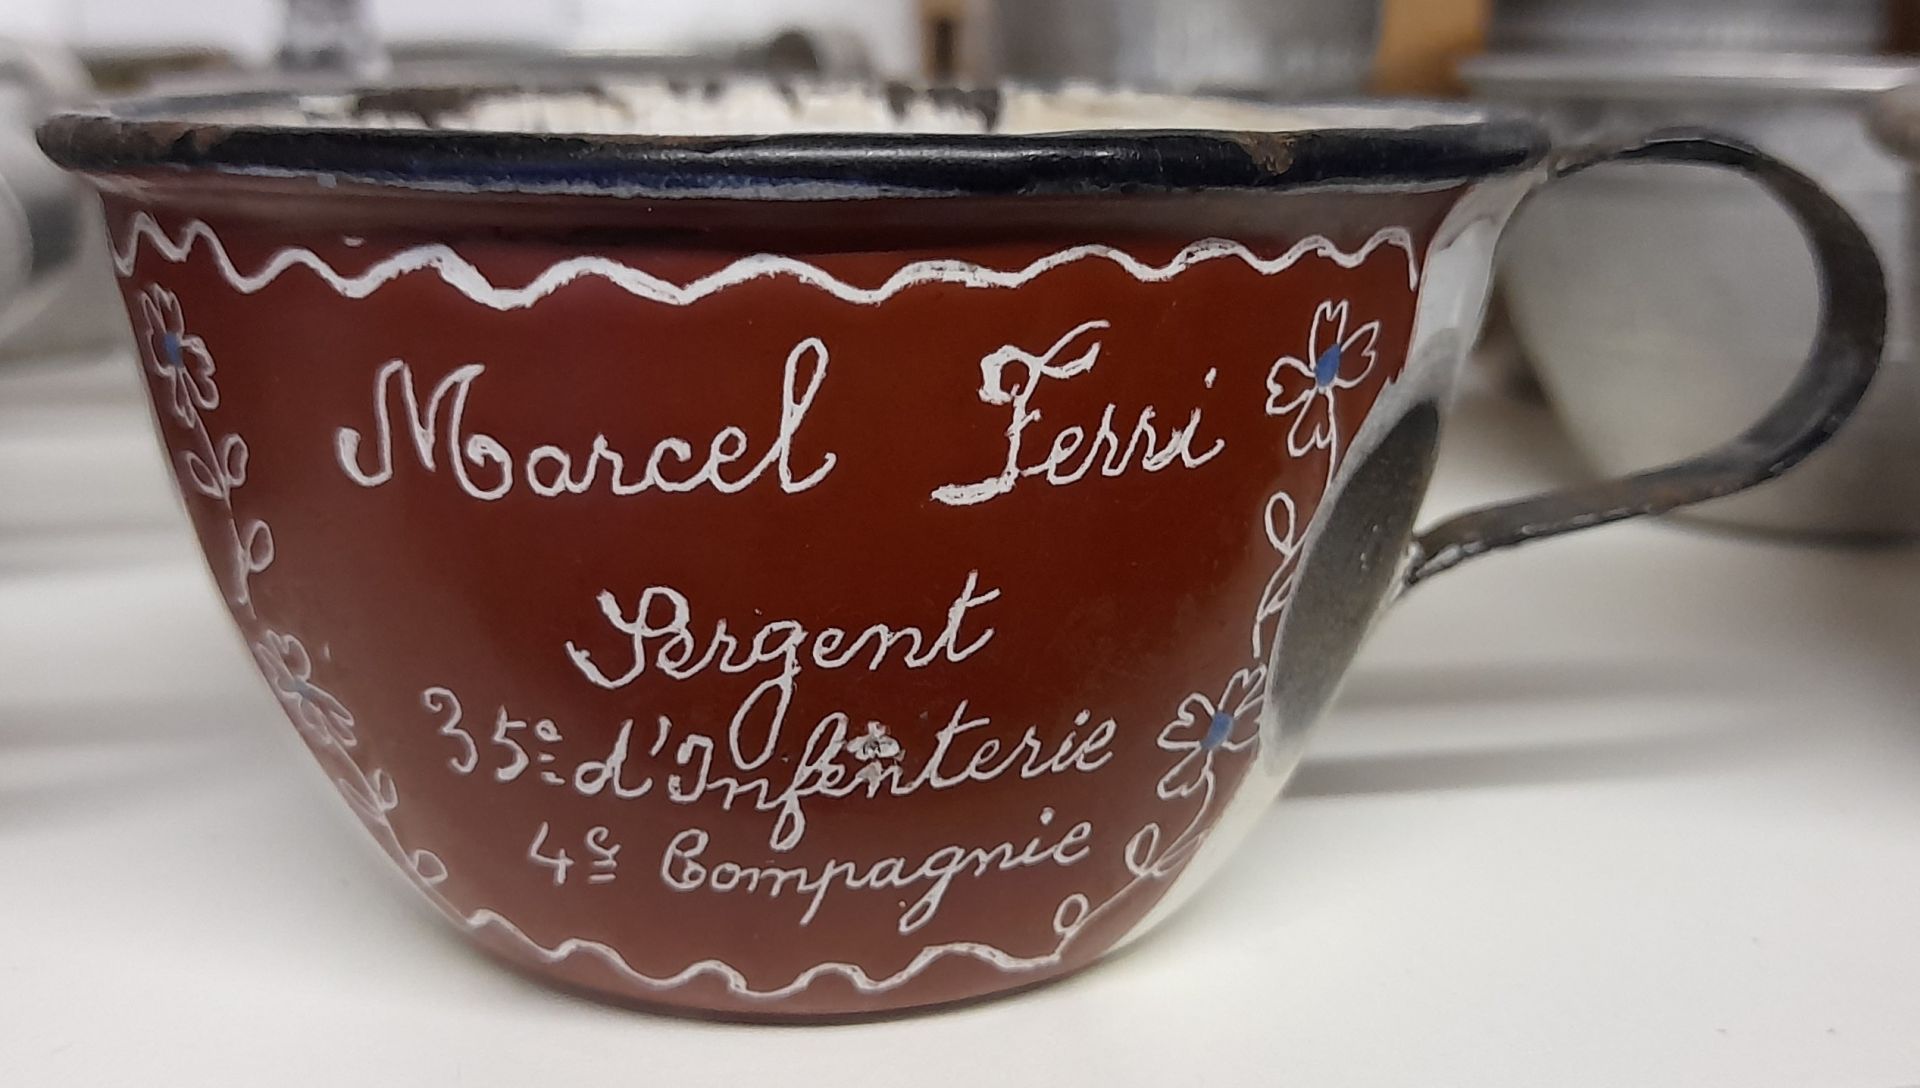 Marcel Ferri
Sergent
35e d'Infanterie
4e Compagnie